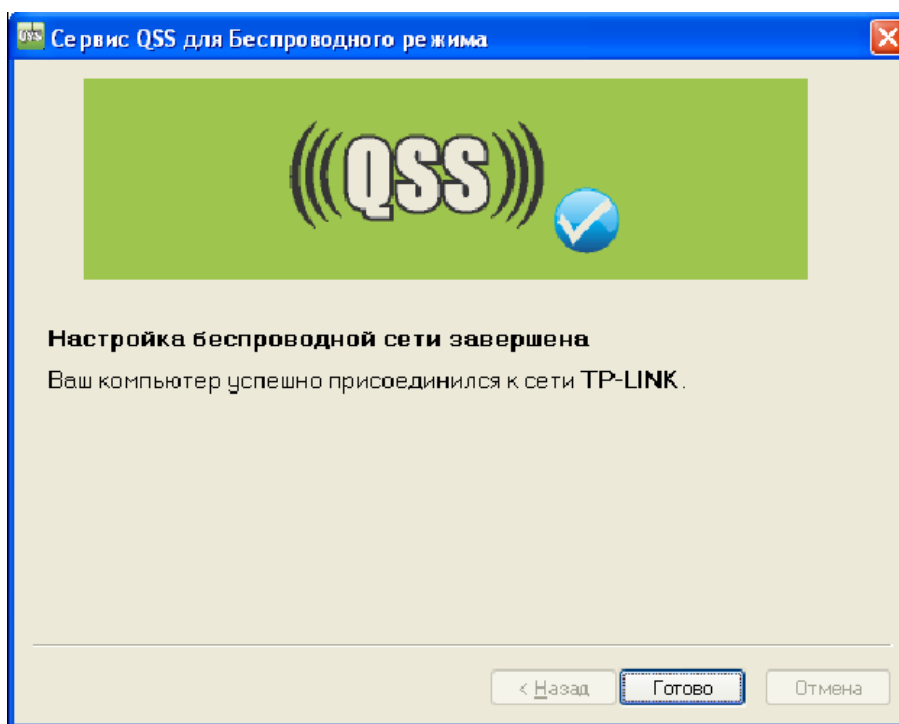 Сервис QSS для Беспроводного режима
(((QSS)))
Настройка беспроводной сети завершена
Ваш компьютер успешно присоединился к сети TP-LINK.
< Назад Готово Отмена